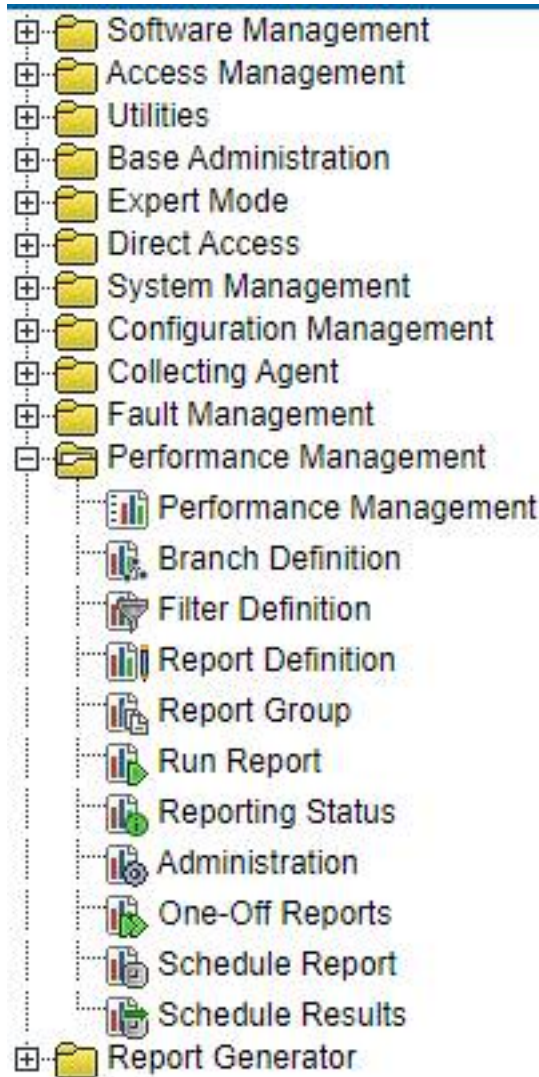 Software Management
Access Management
Utilities
Base Administration
Expert Mode
Direct Access
System Management
Configuration Management
Collecting Agent
Fault Management
Performance Management
Performance Management
Branch Definition
Filter Definition
Report Definition
Report Group
Run Report
Reporting Status
Administration
One-Off Reports
Schedule Report
Schedule Results
Report Generator